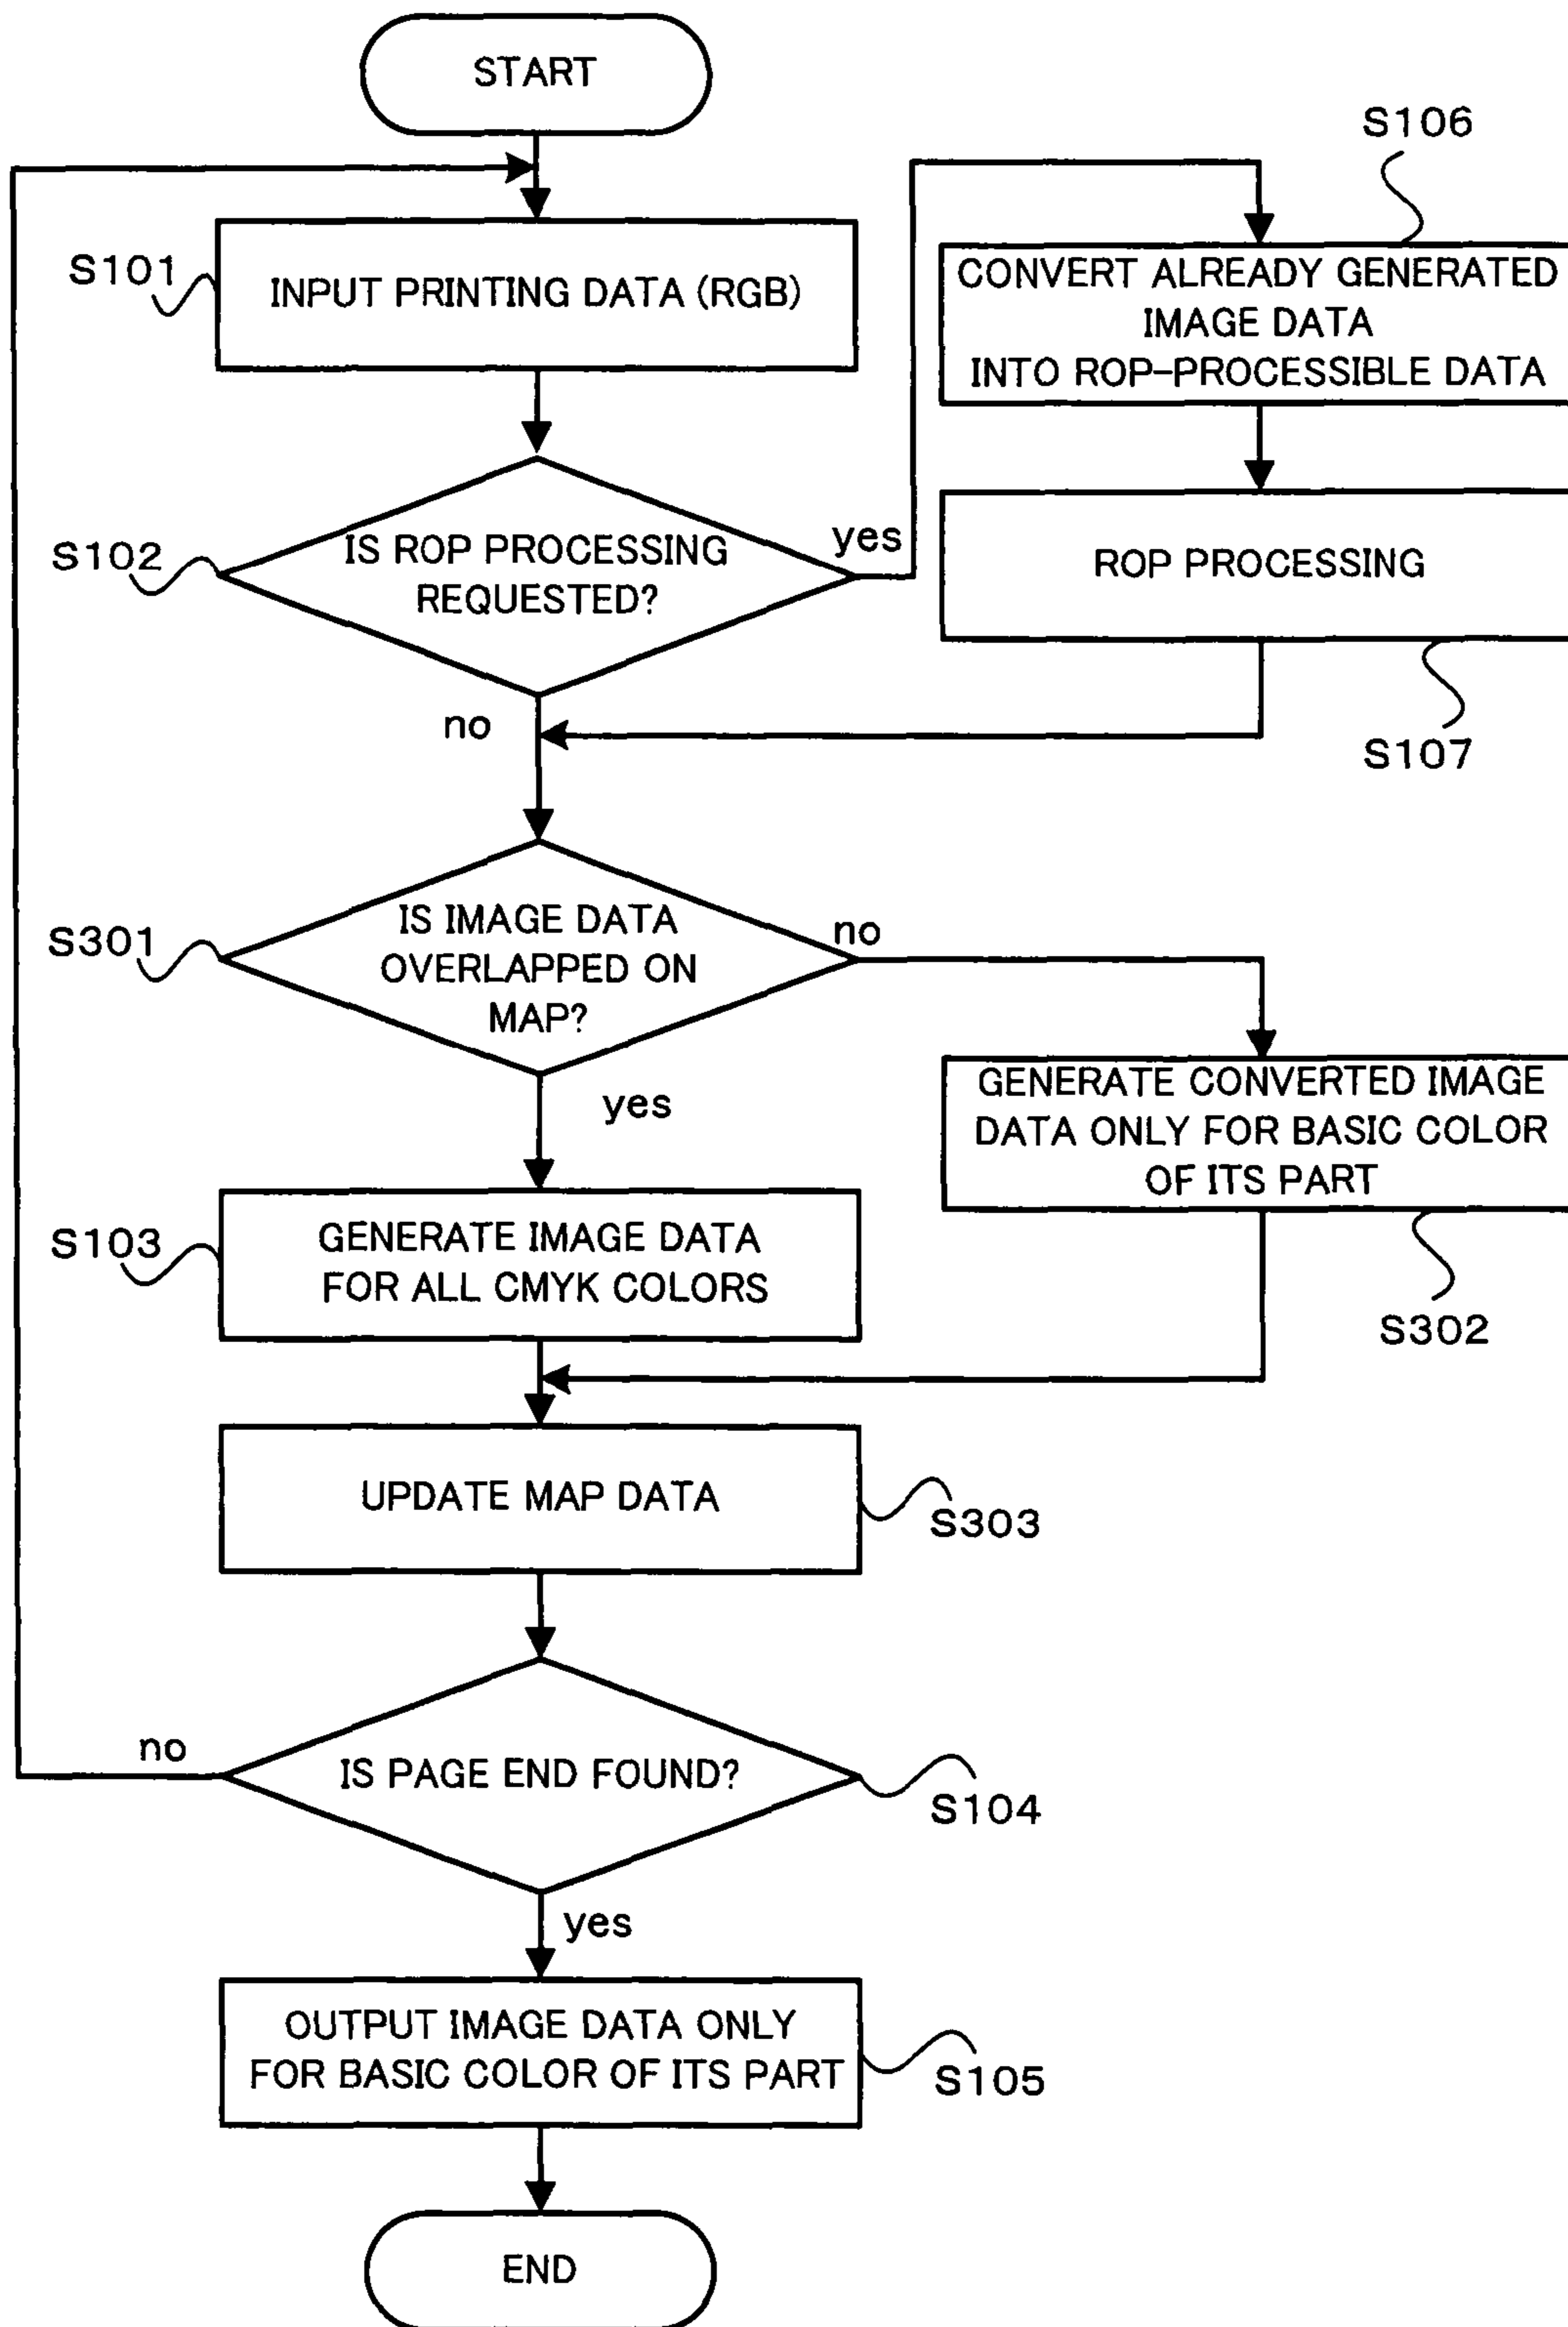 START
S106
S101
INPUT PRINTING DATA (RGB)
CONVERT ALREADY GENERATED
IMAGE DATA
INTO ROP-PROCESSIBLE DATA
S102
IS ROP PROCESSING
REQUESTED?
yes
ROP PROCESSING
no
S107
S301
IS IMAGE DATA
OVERLAPPED ON
MAP?
no
yes
GENERATE CONVERTED IMAGE
DATA ONLY FOR BASIC COLOR
OF ITS PART
S103
GENERATE IMAGE DATA
FOR ALL CMYK COLORS
S302
UPDATE MAP DATA
S303
no
IS PAGE END FOUND?
S104
yes
OUTPUT IMAGE DATA ONLY
FOR BASIC COLOR OF ITS PART
S105
END